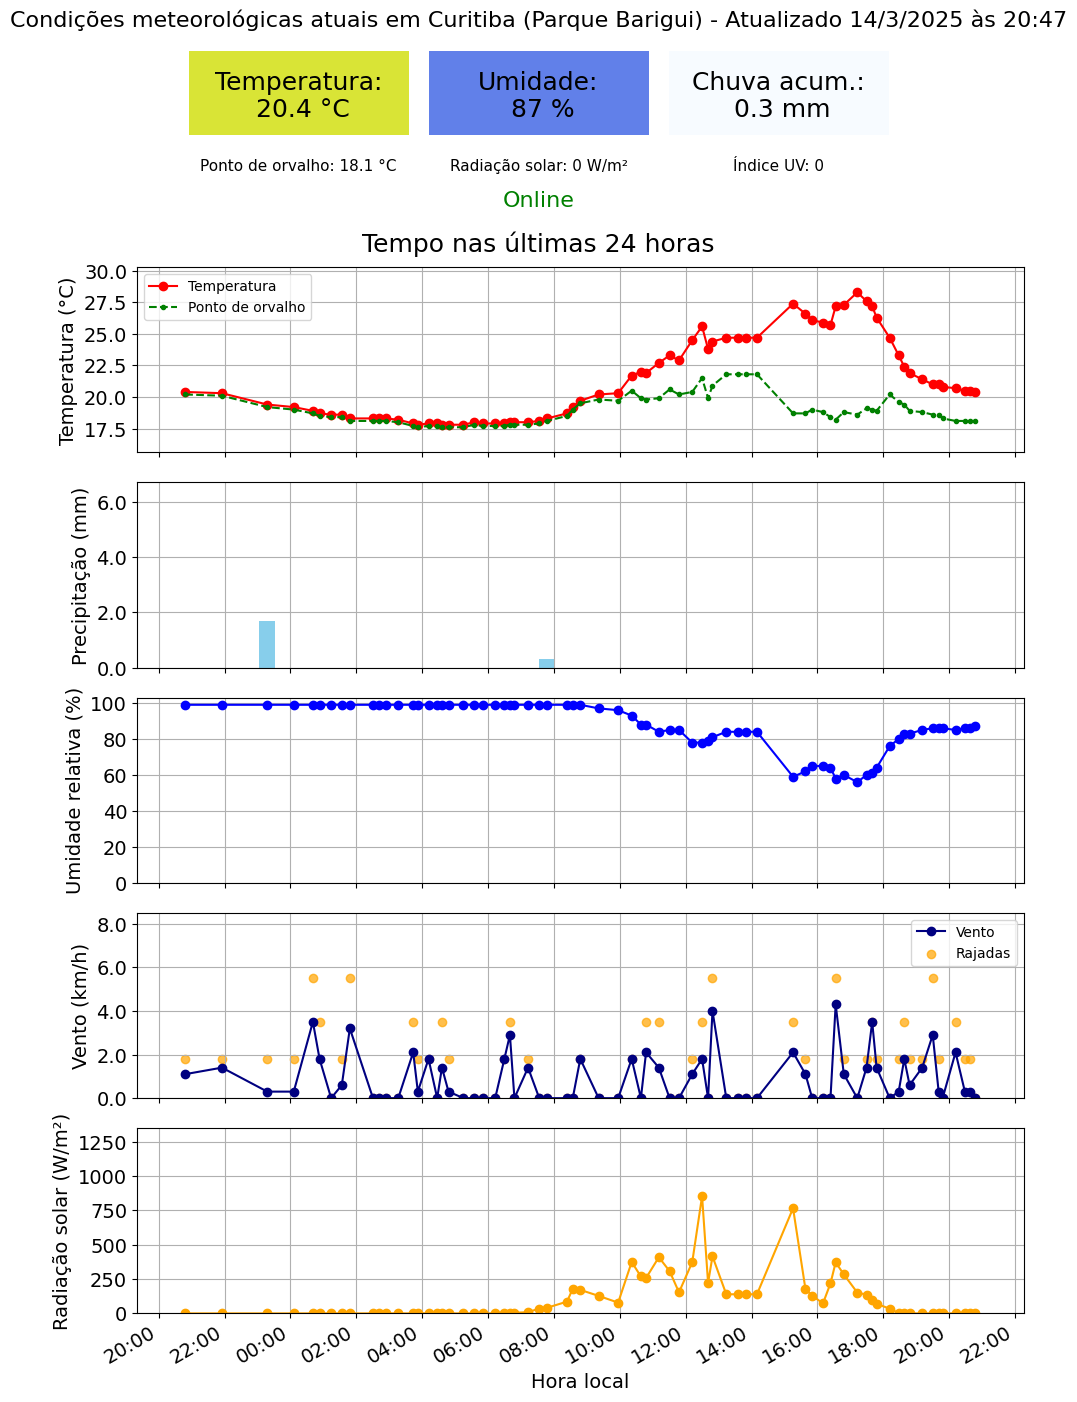 Condições meteorológicas atuais em Curitiba (Parque Barigui) - Atualizado 14/3/2025 às 20:47
Temperatura:
20.4 °C
Umidade:
87 %
Chuva acum.:
0.3 mm
Ponto de orvalho: 18.1 °C
Radiação solar: 0 W/m²
Índice UV: 0
Online
Tempo nas últimas 24 horas
Temperatura (°C)
30.0
27.5
25.0
22.5
20.0
17.5
Temperatura
Ponto de orvalho
Precipitação (mm)
6.0
4.0
2.0
0.0
Umidade relativa (%)
100
80
60
40
20
0
Vento (km/h)
8.0
6.0
4.0
2.0
0.0
Vento
Rajadas
Radiação solar (W/m²)
1250
1000
750
500
250
0
20:00
22:00
00:00
02:00
04:00
06:00
08:00
10:00
12:00
14:00
16:00
18:00
20:00
22:00
Hora local